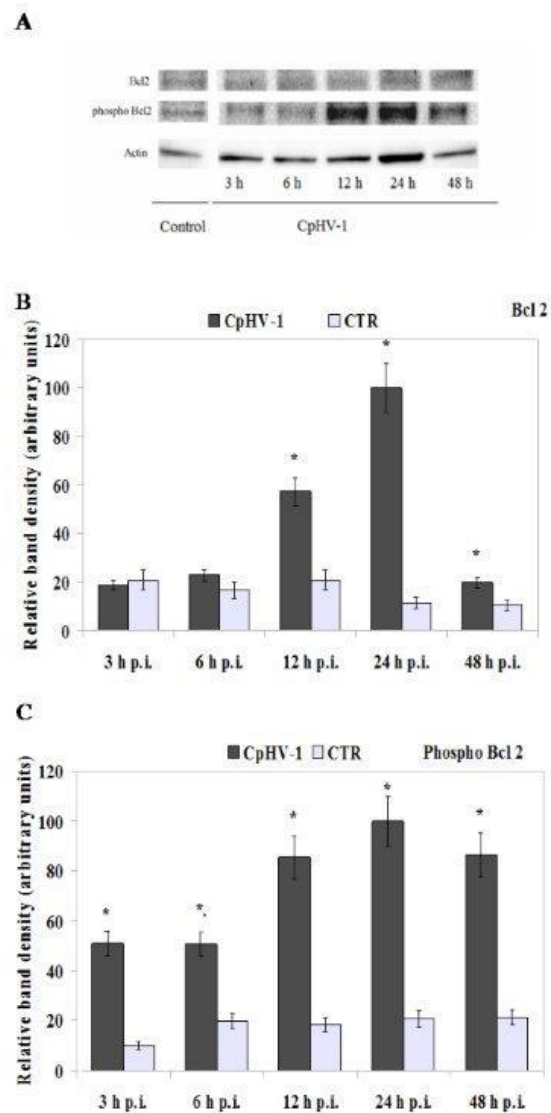 A
Bcl2
phospho Bcl2
Actin
3 h 6 h 12 h 24 h 48 h
Control CpHV-1
B
CpHV-1 CTR Bcl 2
Relative band density (arbitrary units)
120
100
80
60
40
20
0
3 h p.i. 6 h p.i. 12 h p.i. 24 h p.i. 48 h p.i.
* * *
C
CpHV-1 CTR Phospho Bcl 2
Relative band density (arbitrary units)
120
100
80
60
40
20
0
3 h p.i. 6 h p.i. 12 h p.i. 24 h p.i. 48 h p.i.
* *. * * *